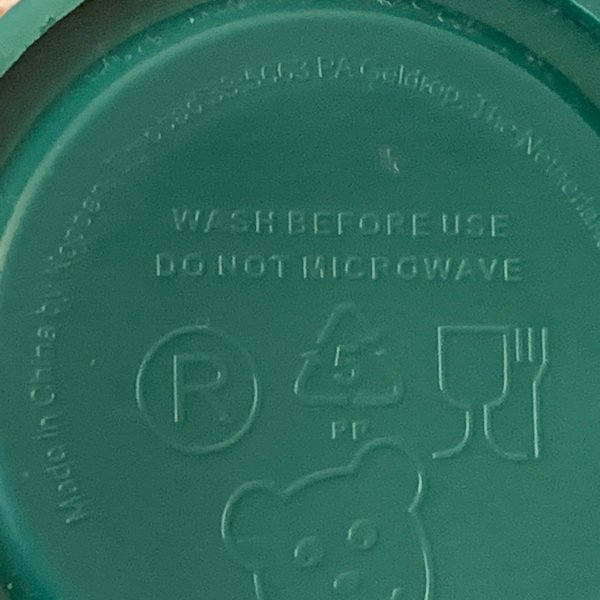 Made in China by 5663 PA Geldrop, The Netherlands
WASH BEFORE USE
DO NOT MICROWAVE
R
5
PP